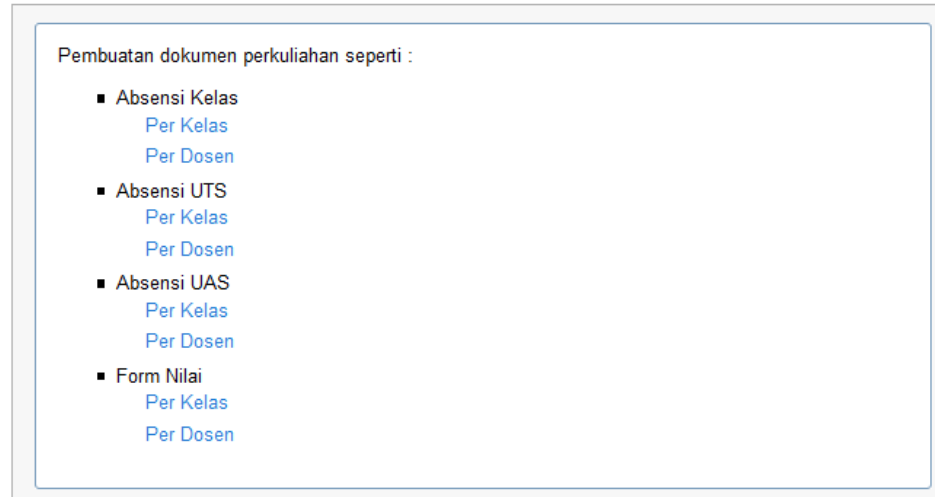 Pembuatan dokumen perkuliahan seperti :
Absensi Kelas
Per Kelas
Per Dosen
Absensi UTS
Per Kelas
Per Dosen
Absensi UAS
Per Kelas
Per Dosen
Form Nilai
Per Kelas
Per Dosen